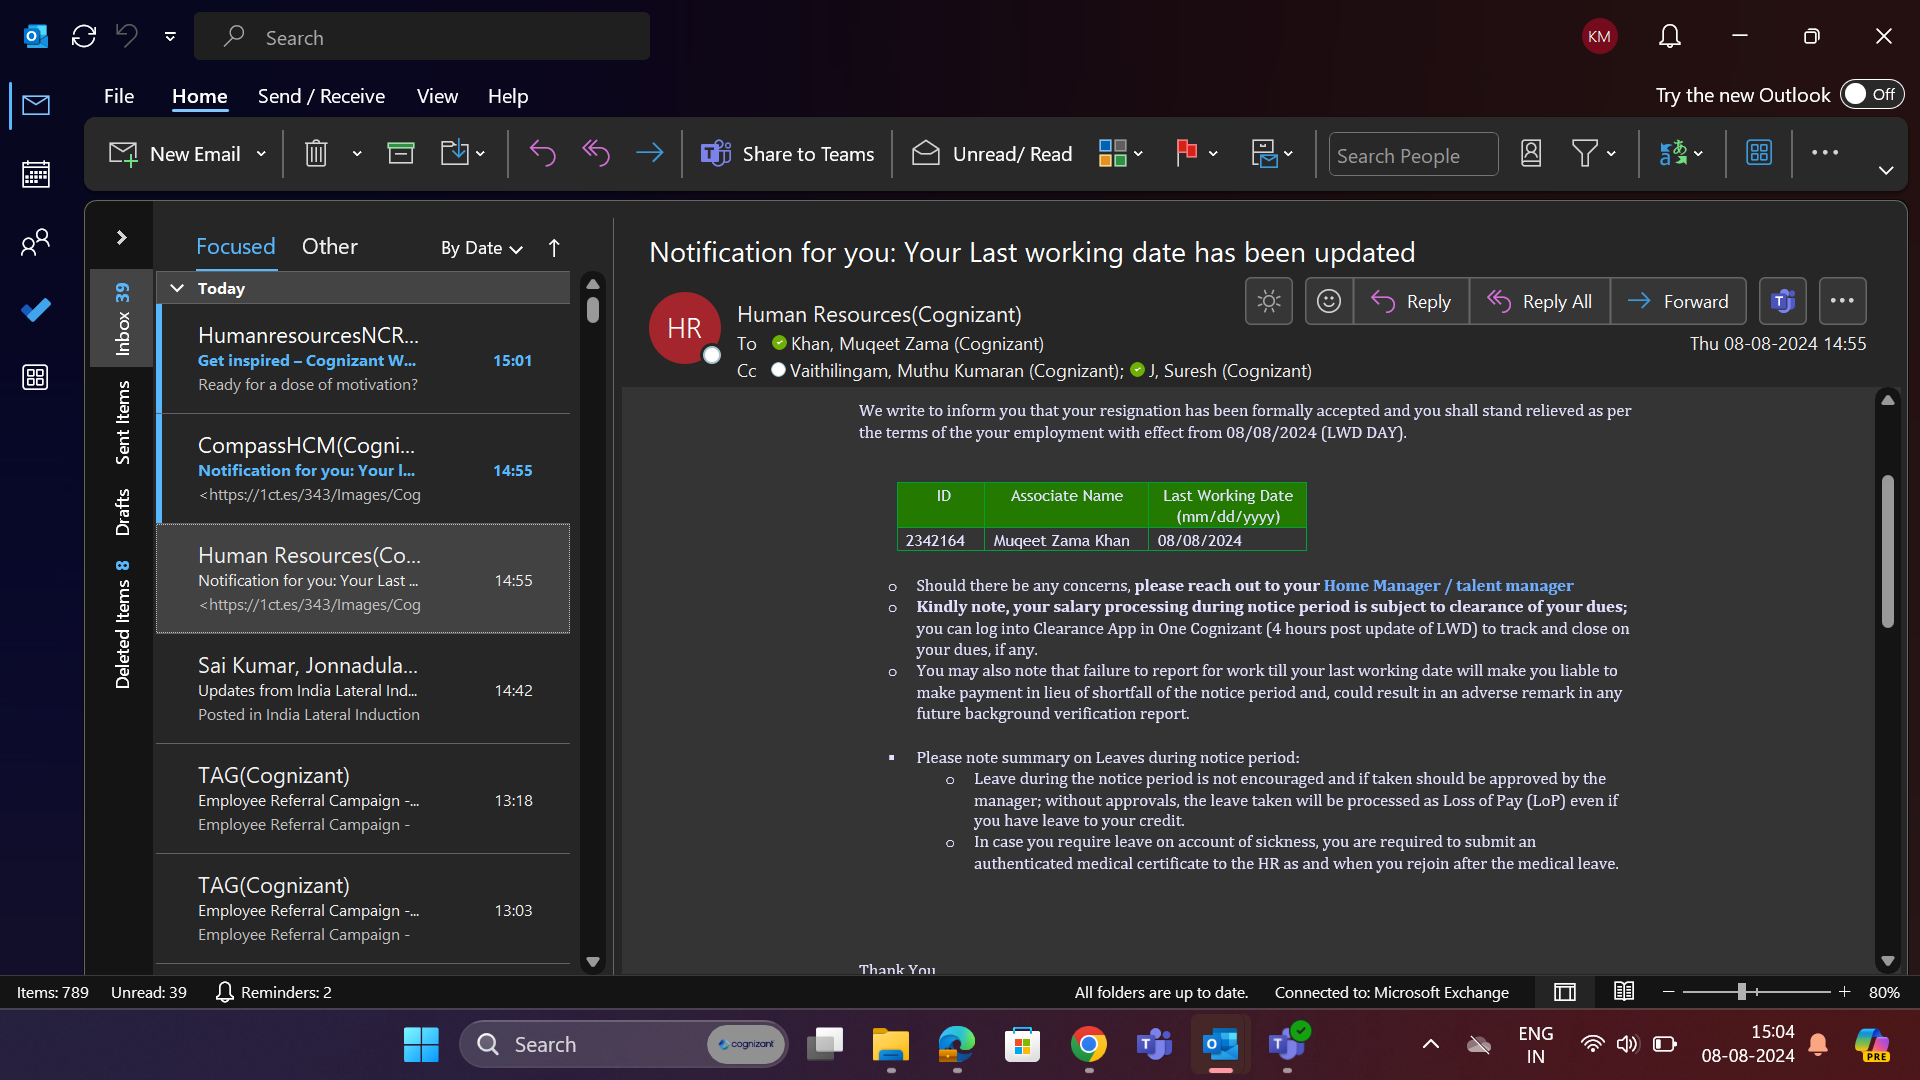 Search
KM
File
Home
Send / Receive
View
Help
Try the new Outlook
Off
New Email
Share to Teams
Unread/ Read
Search People
Focused
Other
By Date
Inbox 39
Sent Items
Drafts
Deleted Items 8
Today
HumanresourcesNCR...
Get inspired – Cognizant W...
15:01
Ready for a dose of motivation?
CompassHCM(Cogni...
Notification for you: Your l...
14:55
<https://1ct.es/343/Images/Cog
Human Resources(Co...
Notification for you: Your Last ...
14:55
<https://1ct.es/343/Images/Cog
Sai Kumar, Jonnadula...
Updates from India Lateral Ind...
14:42
Posted in India Lateral Induction
TAG(Cognizant)
Employee Referral Campaign -...
13:18
Employee Referral Campaign -
TAG(Cognizant)
Employee Referral Campaign -...
13:03
Employee Referral Campaign -
Notification for you: Your Last working date has been updated
HR
Human Resources(Cognizant)
To Khan, Muqeet Zama (Cognizant)
Cc Vaithilingam, Muthu Kumaran (Cognizant); J, Suresh (Cognizant)
Reply
Reply All
Forward
Thu 08-08-2024 14:55
We write to inform you that your resignation has been formally accepted and you shall stand relieved as per
the terms of the your employment with effect from 08/08/2024 (LWD DAY).
ID
Associate Name
Last Working Date
(mm/dd/yyyy)
2342164
Muqeet Zama Khan
08/08/2024
o Should there be any concerns, please reach out to your Home Manager / talent manager
o Kindly note, your salary processing during notice period is subject to clearance of your dues;
you can log into Clearance App in One Cognizant (4 hours post update of LWD) to track and close on
your dues, if any.
o You may also note that failure to report for work till your last working date will make you liable to
make payment in lieu of shortfall of the notice period and, could result in an adverse remark in any
future background verification report.
▪ Please note summary on Leaves during notice period:
o Leave during the notice period is not encouraged and if taken should be approved by the
manager; without approvals, the leave taken will be processed as Loss of Pay (LoP) even if
you have leave to your credit.
o In case you require leave on account of sickness, you are required to submit an
authenticated medical certificate to the HR as and when you rejoin after the medical leave.
Thank You
Items: 789
Unread: 39
Reminders: 2
All folders are up to date.
Connected to: Microsoft Exchange
80%
Search
cognizant
ENG
IN
15:04
08-08-2024
PRE